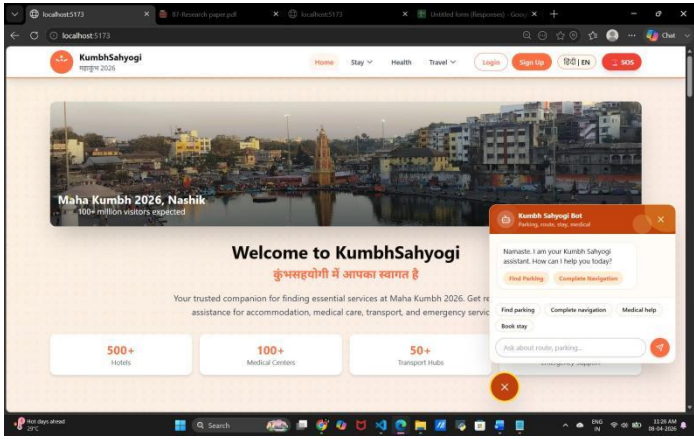 localhost:5173
87-Research paper.pdf
localhost:5173
Untitled form (Responses) - Goo
localhost:5173
Chat
KumbhSahyogi
महाकुंभ 2026
Home
Stay
Health
Travel
Login
Sign Up
हिंदी | EN
SOS
Maha Kumbh 2026, Nashik
100+ million visitors expected
Welcome to KumbhSahyogi
कुंभसहयोगी में आपका स्वागत है
Your trusted companion for finding essential services at Maha Kumbh 2026. Get re
assistance for accommodation, medical care, transport, and emergency servic
500+
Hotels
100+
Medical Centers
50+
Transport Hubs
Emergency Support
Kumbh Sahyogi Bot
Parking, route, stay, medical
Namaste. I am your Kumbh Sahyogi
assistant. How can I help you today?
Find Parking
Complete Navigation
Find parking
Complete navigation
Medical help
Book stay
Ask about route, parking...
Hot days ahead
29°C
Search
ENG
IN
11:26 AM
08-04-2026